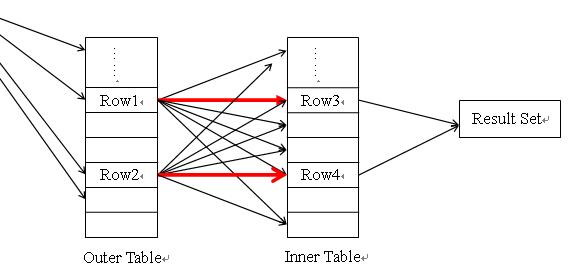 Row1
Row3
Result Set
Row2
Row4
Outer Table
Inner Table